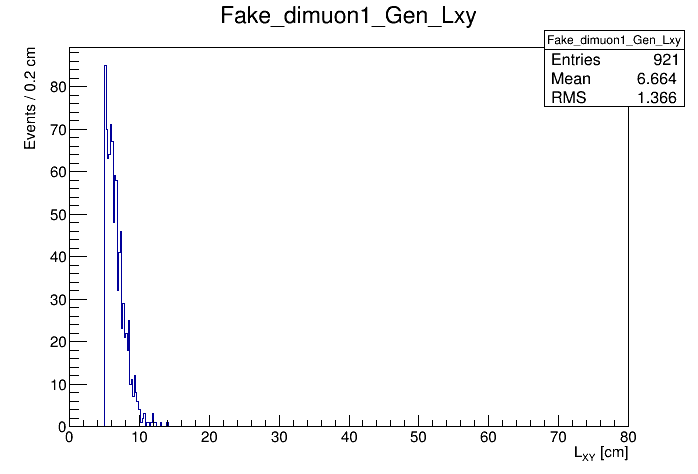 Fake_dimuon1_Gen_Lxy
Fake_dimuon1_Gen_Lxy
Entries 921
Mean 6.664
RMS 1.366
Events / 0.2 cm
80
70
60
50
40
30
20
10
0
0 10 20 30 40 50 60 70 80
L_XY [cm]